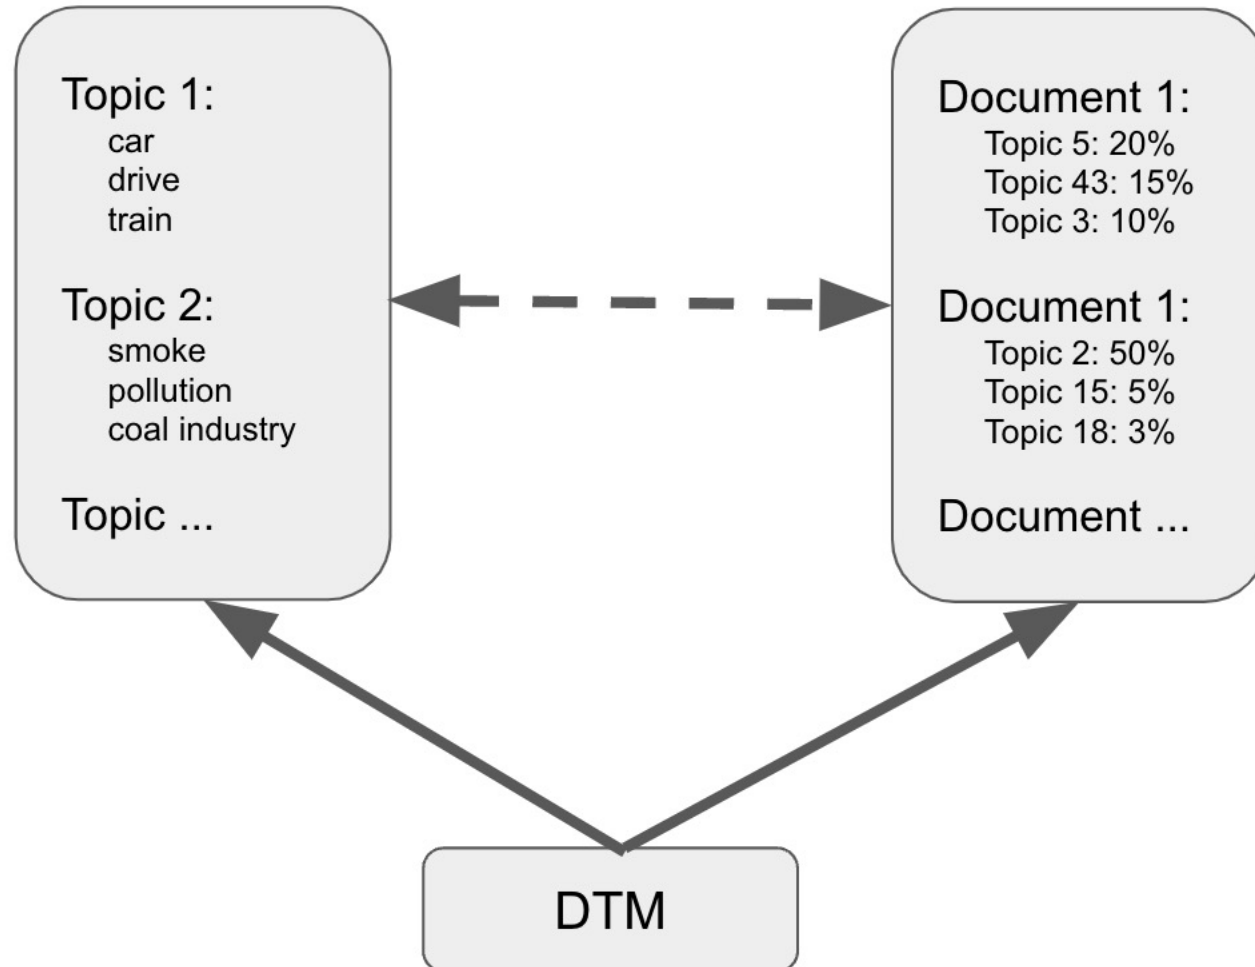 Topic 1:
car
drive
train
Topic 2:
smoke
pollution
coal industry
Topic ...
Document 1:
Topic 5: 20%
Topic 43: 15%
Topic 3: 10%
Document 1:
Topic 2: 50%
Topic 15: 5%
Topic 18: 3%
Document ...
DTM